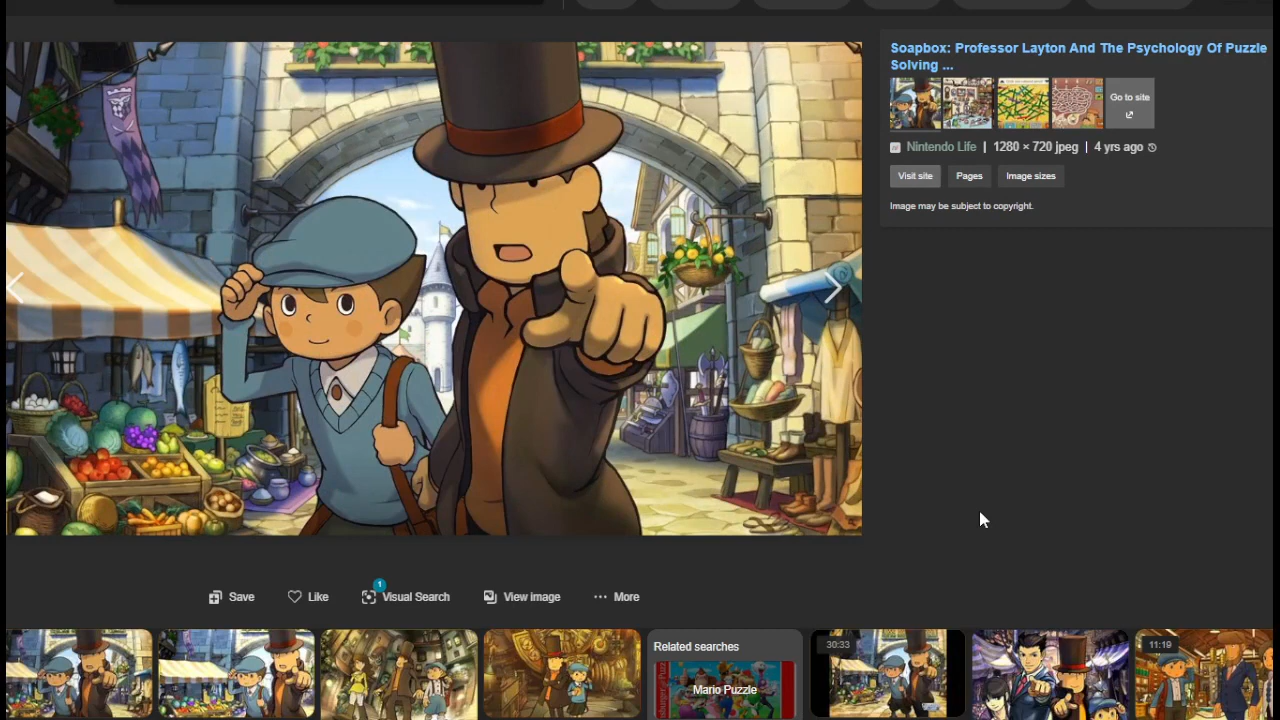 Soapbox: Professor Layton And The Psychology Of Puzzle
Solving ...
Go to site
Nintendo Life | 1280 × 720 jpeg | 4 yrs ago
Visit site
Pages
Image sizes
Image may be subject to copyright.
1
Save
Like
Visual Search
View image
More
Related searches
Mario Puzzle
30:33
11:19